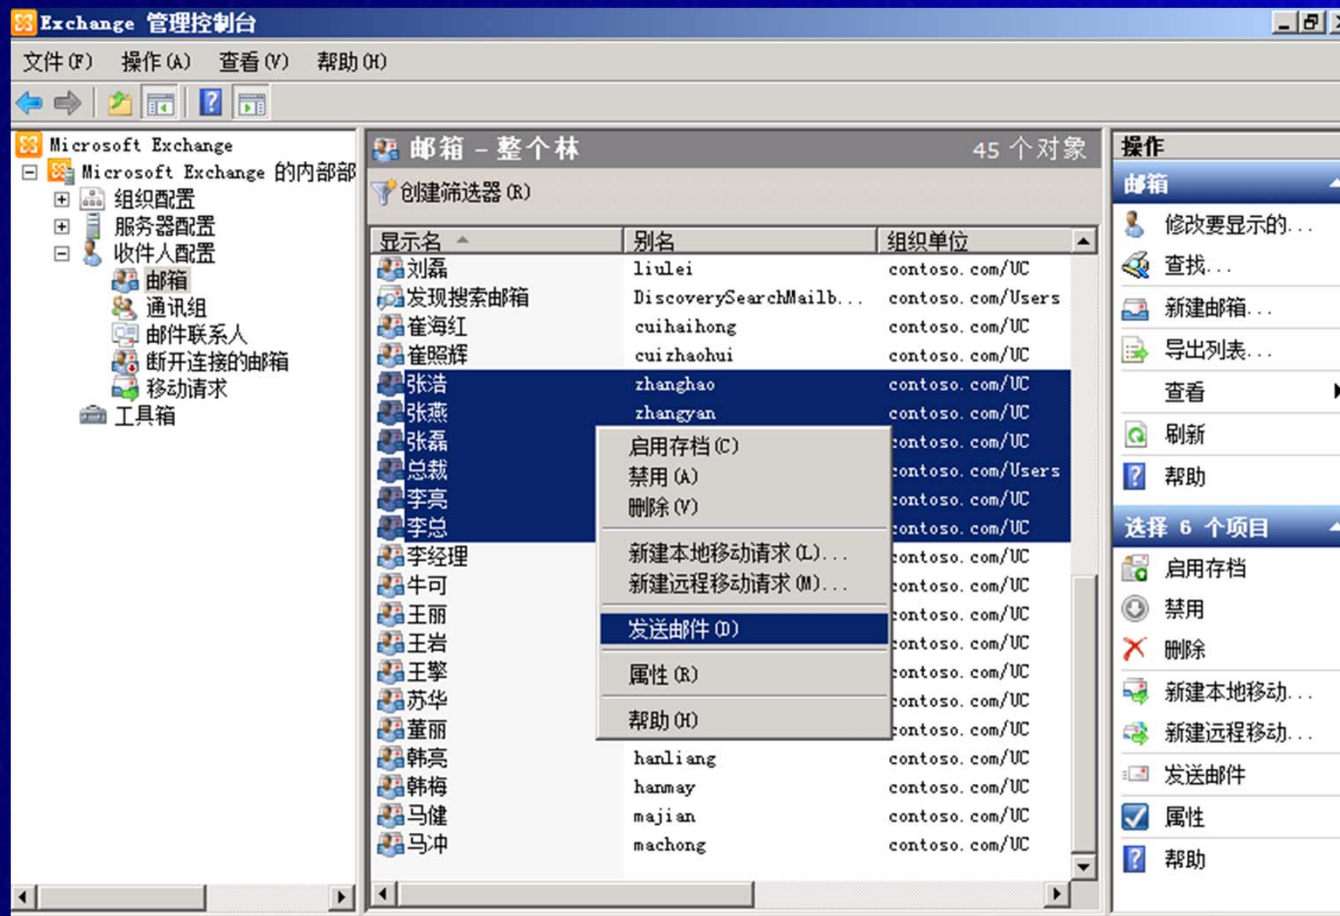 Exchange 管理控制台
文件(F) 操作(A) 查看(V) 帮助(H)
Microsoft Exchange
Microsoft Exchange 的内部部
组织配置
服务器配置
收件人配置
邮箱
通讯组
邮件联系人
断开连接的邮箱
移动请求
工具箱
邮箱 - 整个林 45 个对象
创建筛选器(R)
显示名 别名 组织单位
刘磊 liulei contoso.com/UC
发现搜索邮箱 DiscoverySearchMailb... contoso.com/Users
崔海红 cuihaihong contoso.com/UC
崔照辉 cuizhaohui contoso.com/UC
张浩 zhanghao contoso.com/UC
张燕 zhangyan contoso.com/UC
张磊 contoso.com/UC
总裁 contoso.com/Users
李亮 contoso.com/UC
李总 contoso.com/UC
李经理 contoso.com/UC
牛可 contoso.com/UC
王丽 contoso.com/UC
王岩 contoso.com/UC
王擎 contoso.com/UC
苏华 contoso.com/UC
董丽 contoso.com/UC
韩亮 hanliang contoso.com/UC
韩梅 hanmay contoso.com/UC
马健 majian contoso.com/UC
马冲 machong contoso.com/UC
启用存档(C)
禁用(A)
删除(V)
新建本地移动请求(L)...
新建远程移动请求(M)...
发送邮件(D)
属性(R)
帮助(H)
操作
邮箱
修改要显示的...
查找...
新建邮箱...
导出列表...
查看
刷新
帮助
选择 6 个项目
启用存档
禁用
删除
新建本地移动...
新建远程移动...
发送邮件
属性
帮助